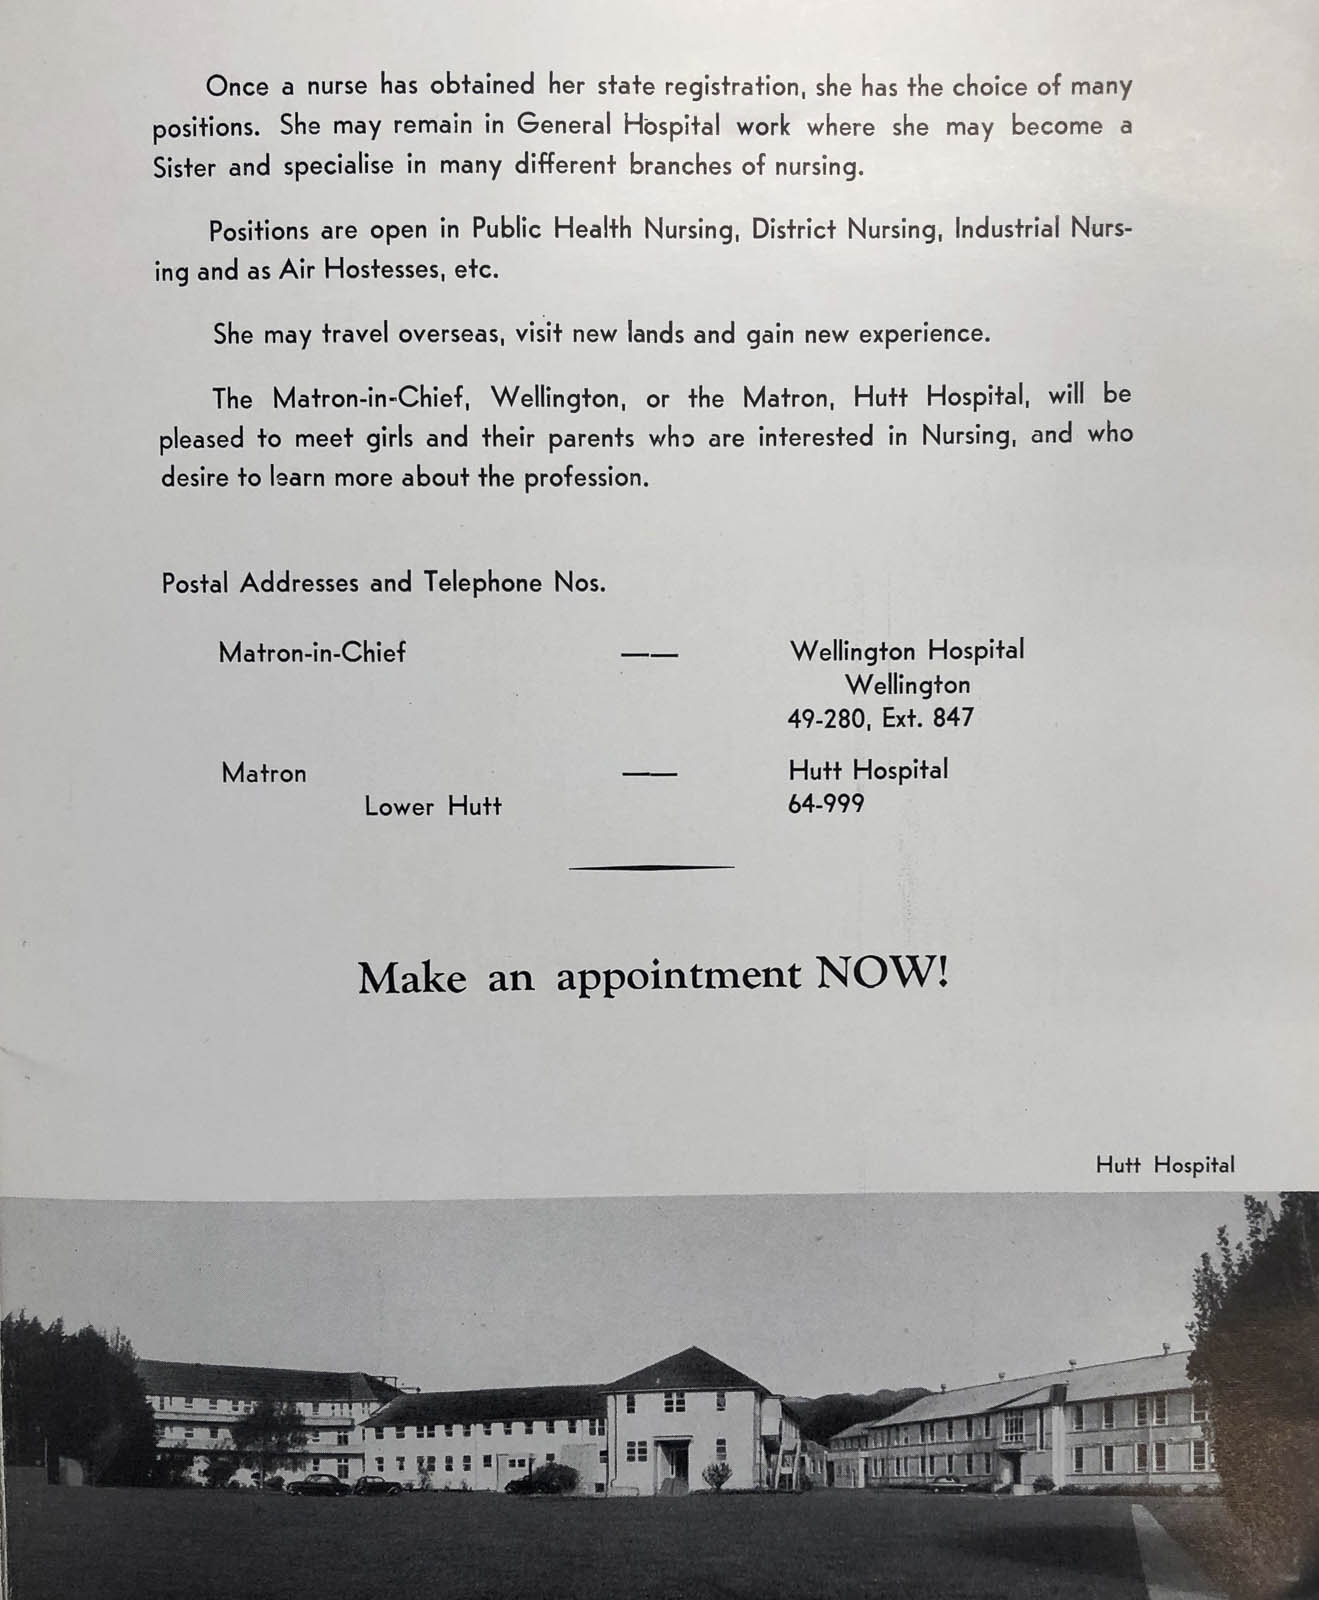 Once a nurse has obtained her state registration, she has the choice of many
positions. She may remain in General Hospital work where she may become a
Sister and specialise in many different branches of nursing.
Positions are open in Public Health Nursing, District Nursing, Industrial Nurs-
ing and as Air Hostesses, etc.
She may travel overseas, visit new lands and gain new experience.
The Matron-in-Chief, Wellington, or the Matron, Hutt Hospital, will be
pleased to meet girls and their parents who are interested in Nursing, and who
desire to learn more about the profession.
Postal Addresses and Telephone Nos.
Matron-in-Chief —— Wellington Hospital
Wellington
49-280, Ext. 847
Matron —— Hutt Hospital
Lower Hutt 64-999
Make an appointment NOW!
Hutt Hospital